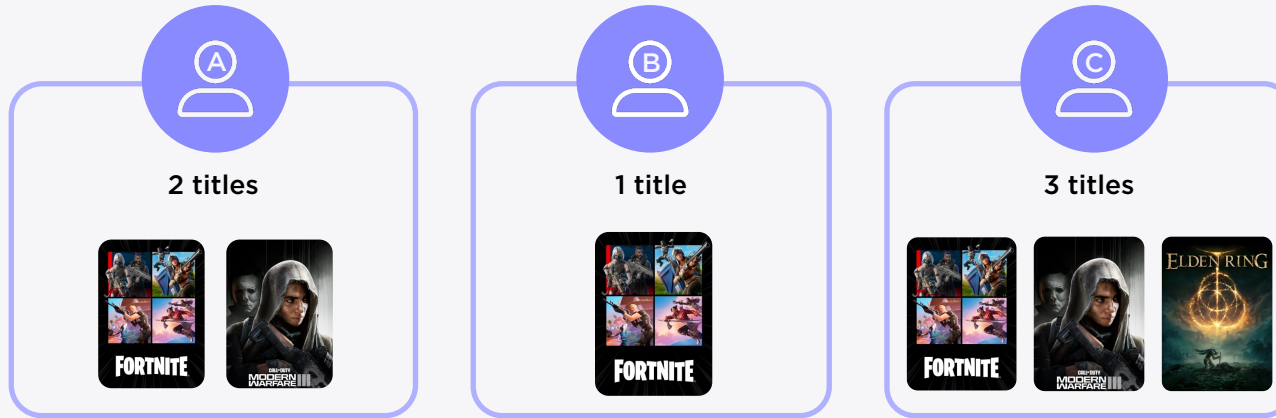 A
2 titles
FORTNITE
CALL OF DUTY
MODERN
WARFARE III
B
1 title
FORTNITE
C
3 titles
FORTNITE
CALL OF DUTY
MODERN
WARFARE III
ELDEN RING